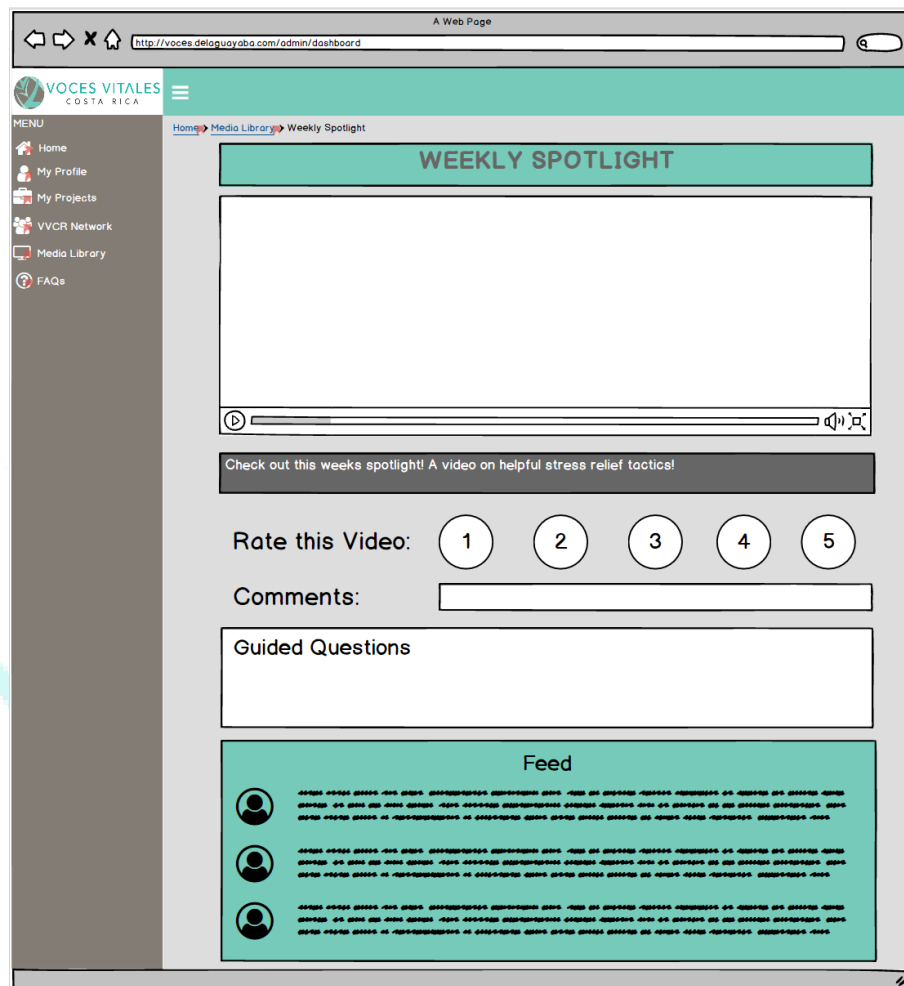 A Web Page
http://voces.delaguayaba.com/admin/dashboard
VOCES VITALES
COSTA RICA
MENU
Home
My Profile
My Projects
VVCR Network
Media Library
FAQs
Home Media Library Weekly Spotlight
WEEKLY SPOTLIGHT
Check out this weeks spotlight! A video on helpful stress relief tactics!
Rate this Video: 1 2 3 4 5
Comments:
Guided Questions
Feed